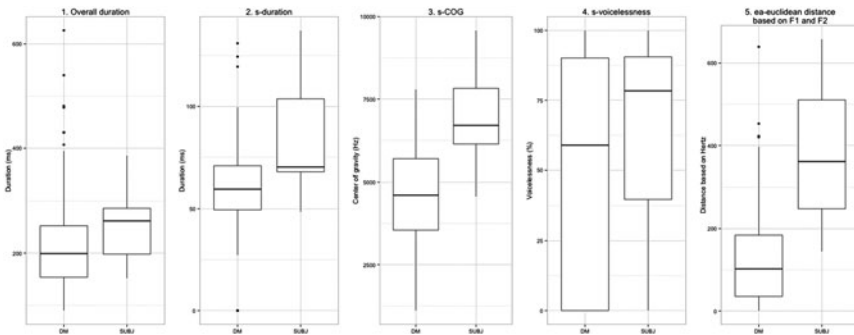 1. Overall duration
Duration (ms)
600
400
200
DM SUBJ
2. s-duration
Duration (ms)
100
50
0
DM SUBJ
3. s-COG
Center of gravity (Hz)
10000
7500
5000
2500
DM SUBJ
4. s-voicelessness
Voicelessness (%)
100
75
50
25
0
DM SUBJ
5. ea-euclidean distance
based on F1 and F2
Distance based on Hertz
600
400
200
0
DM SUBJ